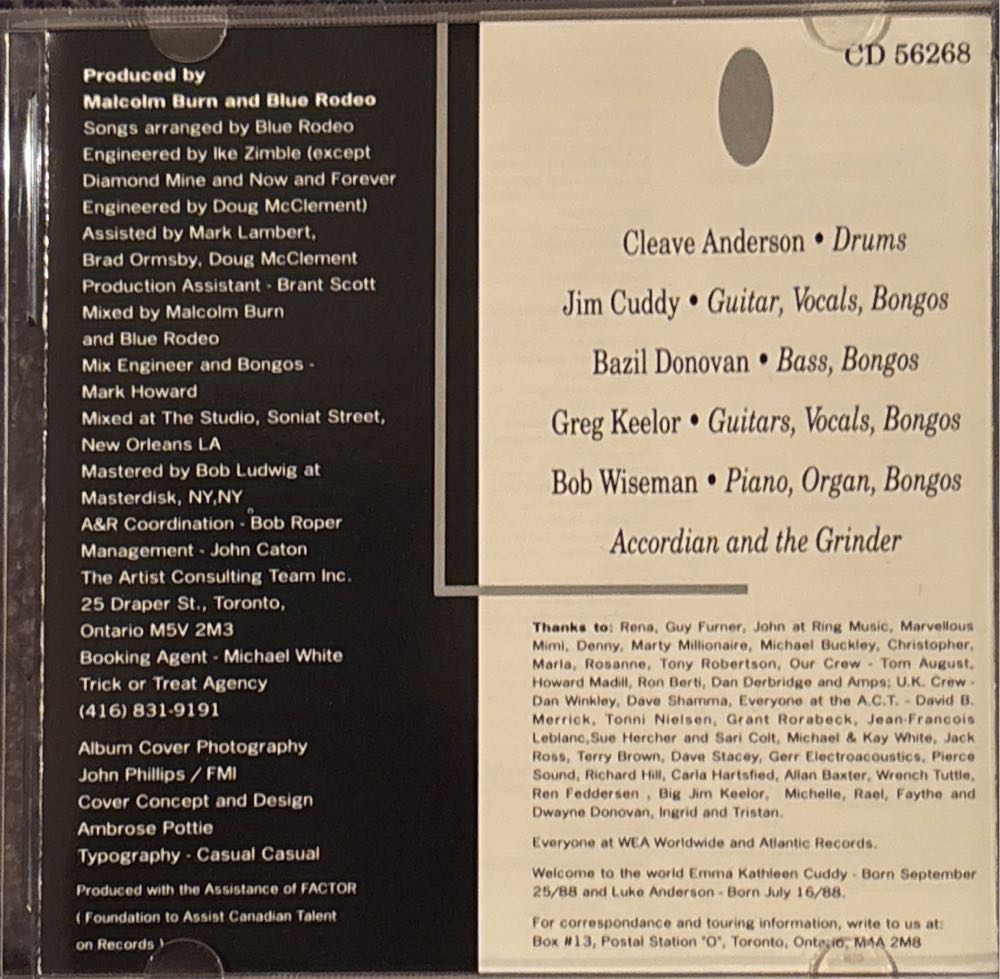 Produced by
Malcolm Burn and Blue Rodeo
Songs arranged by Blue Rodeo
Engineered by Ike Zimble (except
Diamond Mine and Now and Forever
Engineered by Doug McClement)
Assisted by Mark Lambert,
Brad Ormsby, Doug McClement
Production Assistant - Brant Scott
Mixed by Malcolm Burn
and Blue Rodeo
Mix Engineer and Bongos -
Mark Howard
Mixed at The Studio, Soniat Street,
New Orleans LA
Mastered by Bob Ludwig at
Masterdisk, NY,NY
A&R Coordination - Bob Roper
Management - John Caton
The Artist Consulting Team Inc.
25 Draper St., Toronto,
Ontario M5V 2M3
Booking Agent - Michael White
Trick or Treat Agency
(416) 831-9191
Album Cover Photography
John Phillips / FMI
Cover Concept and Design
Ambrose Pottie
Typography - Casual Casual
Produced with the Assistance of FACTOR
( Foundation to Assist Canadian Talent
on Records )
CD 56268
Cleave Anderson • Drums
Jim Cuddy • Guitar, Vocals, Bongos
Bazil Donovan • Bass, Bongos
Greg Keelor • Guitars, Vocals, Bongos
Bob Wiseman • Piano, Organ, Bongos
Accordian and the Grinder
Thanks to: Rena, Guy Furner, John at Ring Music, Marvellous
Mimi, Denny, Marty Millionaire, Michael Buckley, Christopher,
Marla, Rosanne, Tony Robertson, Our Crew - Tom August,
Howard Madill, Ron Berti, Dan Derbridge and Amps; U.K. Crew -
Dan Winkley, Dave Shamma, Everyone at the A.C.T. - David B.
Merrick, Tonni Nielsen, Grant Rorabeck, Jean-Francois
Leblanc,Sue Hercher and Sari Colt, Michael & Kay White, Jack
Ross, Terry Brown, Dave Stacey, Gerr Electroacoustics, Pierce
Sound, Richard Hill, Carla Hartsfied, Allan Baxter, Wrench Tuttle,
Ren Feddersen , Big Jim Keelor, Michelle, Rael, Faythe and
Dwayne Donovan, Ingrid and Tristan.
Everyone at WEA Worldwide and Atlantic Records.
Welcome to the world Emma Kathleen Cuddy - Born September
25/88 and Luke Anderson - Born July 16/88.
For correspondance and touring information, write to us at:
Box #13, Postal Station "O", Toronto, Ontario, M4A 2M8